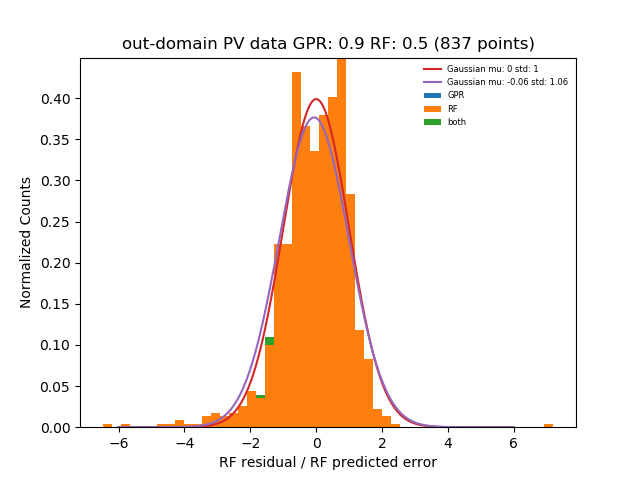 out-domain PV data GPR: 0.9 RF: 0.5 (837 points)
Gaussian mu: 0 std: 1
Gaussian mu: -0.06 std: 1.06
GPR
RF
both
Normalized Counts
0.40
0.35
0.30
0.25
0.20
0.15
0.10
0.05
0.00
−6 −4 −2 0 2 4 6
RF residual / RF predicted error